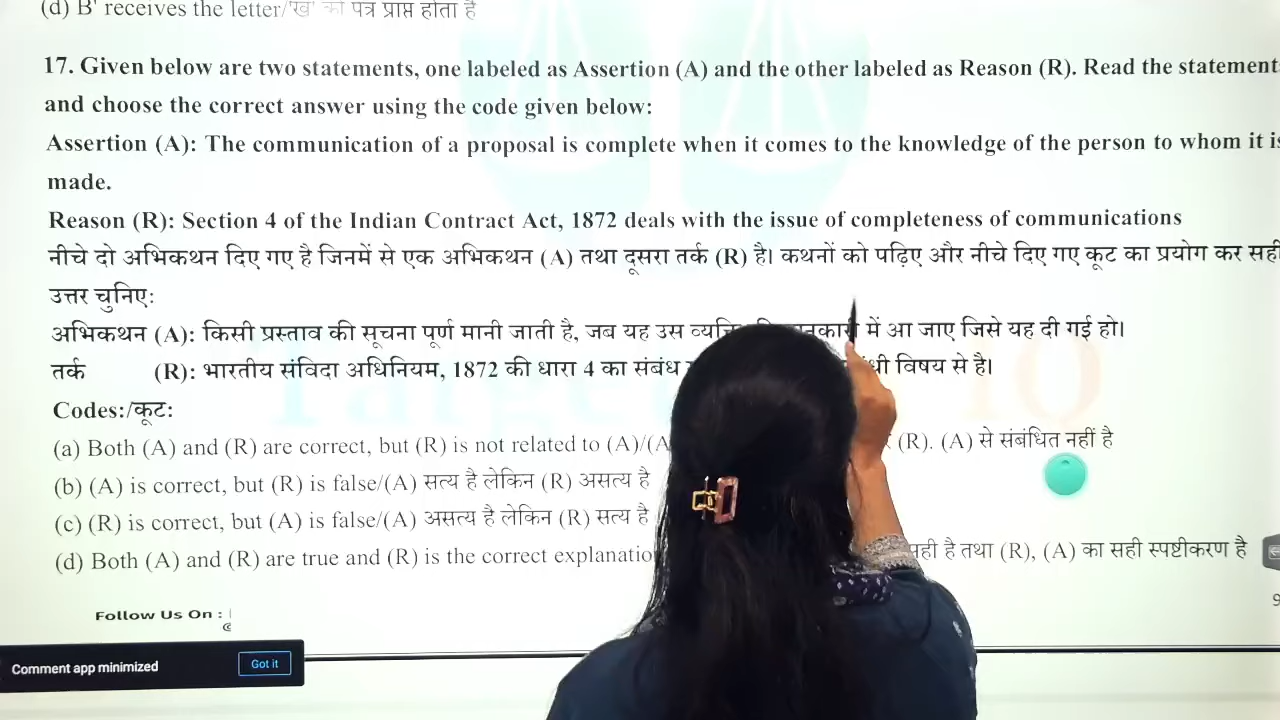 (d) B' receives the letter/'ख' को पत्र प्राप्त होता है
17. Given below are two statements, one labeled as Assertion (A) and the other labeled as Reason (R). Read the statement
and choose the correct answer using the code given below:
Assertion (A): The communication of a proposal is complete when it comes to the knowledge of the person to whom it is
made.
Reason (R): Section 4 of the Indian Contract Act, 1872 deals with the issue of completeness of communications
नीचे दो अभिकथन दिए गए है जिनमें से एक अभिकथन (A) तथा दूसरा तर्क (R) है। कथनों को पढ़िए और नीचे दिए गए कूट का प्रयोग कर सही
उत्तर चुनिए:
अभिकथन (A): किसी प्रस्ताव की सूचना पूर्ण मानी जाती है, जब यह उस में आ जाए जिसे यह दी गई हो।
तर्क (R): भारतीय संविदा अधिनियम, 1872 की धारा 4 का संबंध विषय से है।
Codes:/कूट:
(a) Both (A) and (R) are correct, but (R) is not related to (A)/(A (R). (A) से संबंधित नहीं है
(b) (A) is correct, but (R) is false/(A) सत्य है लेकिन (R) असत्य है
(c) (R) is correct, but (A) is false/(A) असत्य है लेकिन (R) सत्य है
(d) Both (A) and (R) are true and (R) is the correct है तथा (R), (A) का सही स्पष्टीकरण है
Follow Us On :
Comment app minimized Got it